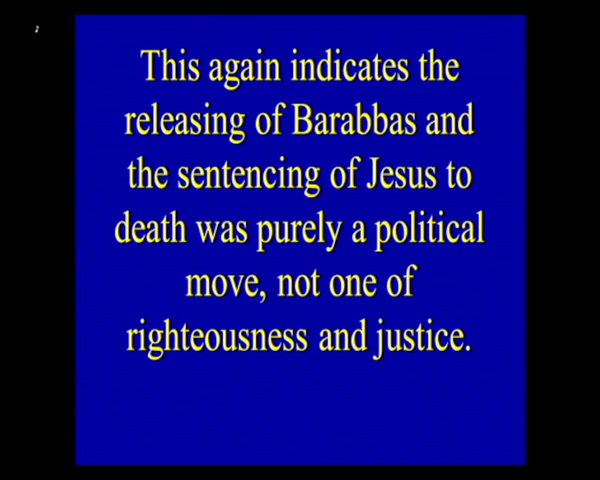 This again indicates the
releasing of Barabbas and
the sentencing of Jesus to
death was purely a political
move, not one of
righteousness and justice.